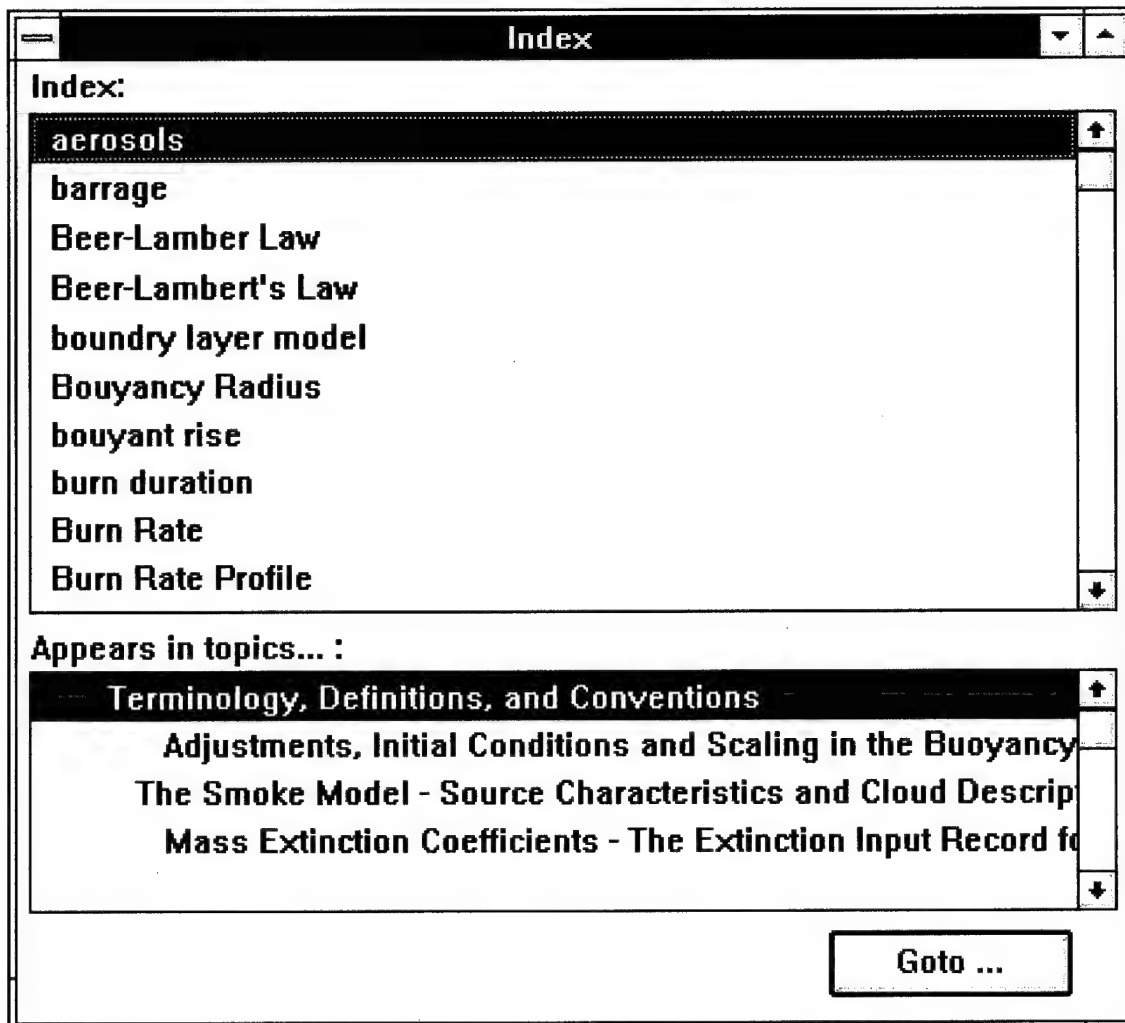 Index
Index:
aerosols
barrage
Beer-Lamber Law
Beer-Lambert's Law
boundry layer model
Bouyancy Radius
bouyant rise
burn duration
Burn Rate
Burn Rate Profile
Appears in topics... :
Terminology, Definitions, and Conventions
Adjustments, Initial Conditions and Scaling in the Buoyancy
The Smoke Model - Source Characteristics and Cloud Descrip
Mass Extinction Coefficients - The Extinction Input Record fo
Goto ...